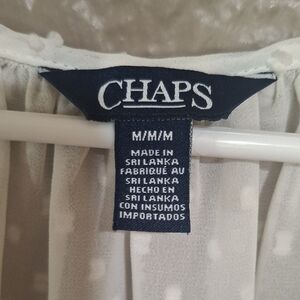 CHAPS
M/M/M
MADE IN
SRI LANKA
FABRIQUÉ AU
SRI LANKA
HECHO EN
SRI LANKA
CON INSUMOS
IMPORTADOS